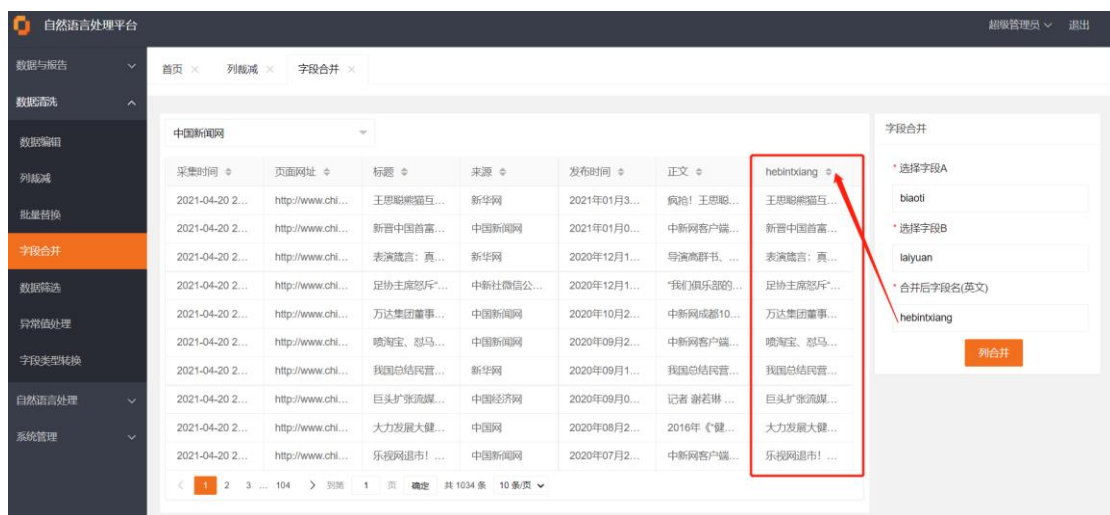 自然语言处理平台
超级管理员 退出
数据与报告
数据清洗
数据编辑
列裁减
批量替换
字段合并
数据筛选
异常值处理
字段类型转换
自然语言处理
系统管理
首页 × 列裁减 × 字段合并 ×
中国新闻网
采集时间 页面网址 标题 来源 发布时间 正文 hebintxiang
2021-04-20 2... http://www.chi... 王思聪熊猫互... 新华网 2021年01月3... 疯抢！王思聪... 王思聪熊猫互...
2021-04-20 2... http://www.chi... 新晋中国首富... 中国新闻网 2021年01月0... 中新网客户端... 新晋中国首富...
2021-04-20 2... http://www.chi... 表演箴言：真... 新华网 2020年12月1... 导演高群书、... 表演箴言：真...
2021-04-20 2... http://www.chi... 足协主席怒斥“... 中新社微信公... 2020年12月1... “我们俱乐部的... 足协主席怒斥“...
2021-04-20 2... http://www.chi... 万达集团董事... 中国新闻网 2020年10月2... 中新网成都10... 万达集团董事...
2021-04-20 2... http://www.chi... 喷淘宝、怼马... 中国新闻网 2020年09月2... 中新网客户端... 喷淘宝、怼马...
2021-04-20 2... http://www.chi... 我国总结民营... 新华网 2020年09月1... 我国总结民营... 我国总结民营...
2021-04-20 2... http://www.chi... 巨头扩张流媒... 中国经济网 2020年09月0... 记者 谢若琳 ... 巨头扩张流媒...
2021-04-20 2... http://www.chi... 大力发展大健... 中国网 2020年08月2... 2016年《“健... 大力发展大健...
2021-04-20 2... http://www.chi... 乐视网退市！... 中国新闻网 2020年07月2... 中新网客户端... 乐视网退市！...
< 1 2 3 ... 104 > 到第 1 页 确定 共 1034 条 10 条/页
字段合并
* 选择字段A
biaoti
* 选择字段B
laiyuan
* 合并后字段名(英文)
hebintxiang
列合并